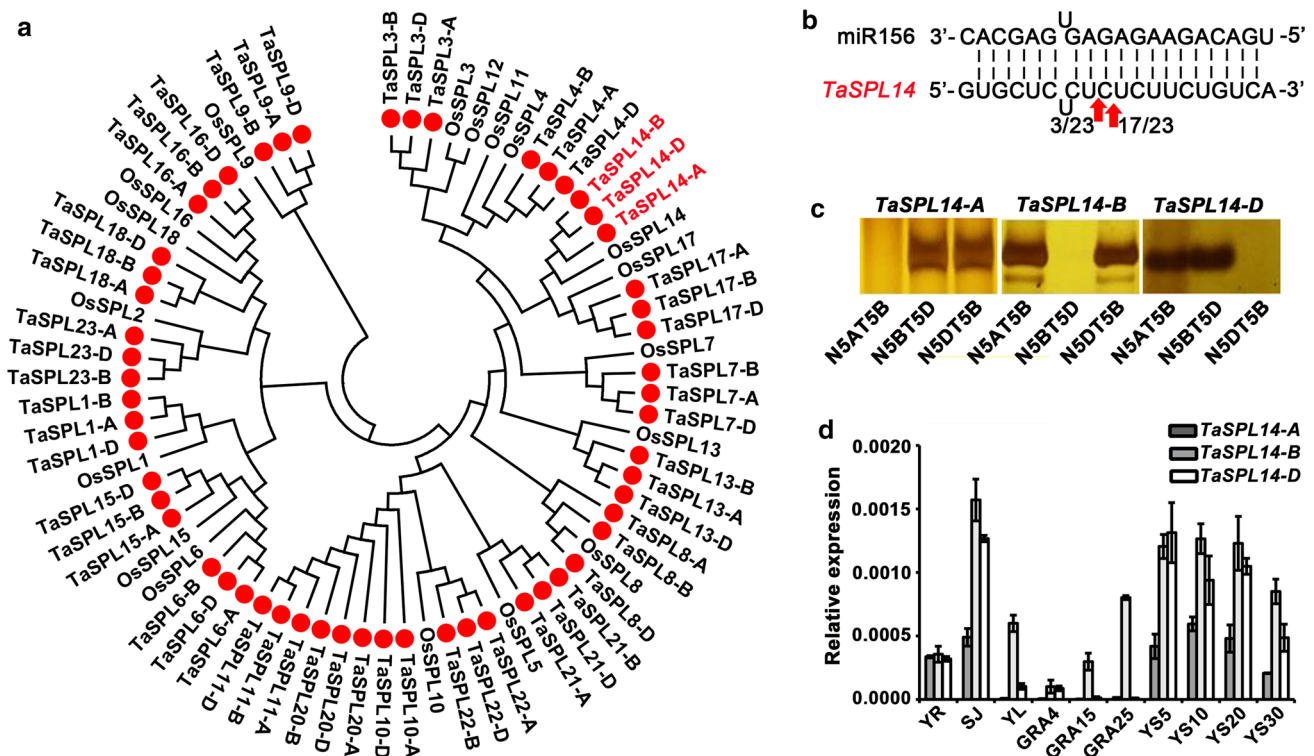 a
TaSPL3-B
TaSPL3-D
TaSPL3-A
OsSPL3
OsSPL12
OsSPL11
OsSPL4
TaSPL4-B
TaSPL4-A
TaSPL4-D
TaSPL14-B
TaSPL14-D
TaSPL14-A
OsSPL14
OsSPL17
TaSPL17-A
TaSPL17-B
TaSPL17-D
OsSPL7
TaSPL7-B
TaSPL7-A
TaSPL7-D
OsSPL13
TaSPL13-B
TaSPL13-A
TaSPL13-D
TaSPL8-A
TaSPL8-B
OsSPL8
TaSPL8-D
TaSPL21-B
TaSPL21-D
TaSPL21-A
OsSPL5
TaSPL22-A
TaSPL22-D
TaSPL22-B
OsSPL10
TaSPL10-A
TaSPL10-D
TaSPL20-A
TaSPL20-D
TaSPL20-B
TaSPL11-A
TaSPL11-B
TaSPL11-D
TaSPL6-A
TaSPL6-D
TaSPL6-B
OsSPL6
OsSPL15
TaSPL15-A
TaSPL15-B
TaSPL15-D
OsSPL1
TaSPL1-D
TaSPL1-A
TaSPL1-B
TaSPL23-B
TaSPL23-D
TaSPL23-A
OsSPL2
TaSPL18-A
TaSPL18-B
TaSPL18-D
OsSPL18
OsSPL16
TaSPL16-A
TaSPL16-B
TaSPL16-D
OsSPL9
TaSPL9-B
TaSPL9-A
TaSPL9-D
b
U
miR156 3'-CACGAG GAGAGAAGACAGU-5'
TaSPL14 5'-GUGCUC CUCUCUUCUGUCA-3'
U
3/23 17/23
c
TaSPL14-A TaSPL14-B TaSPL14-D
N5AT5B N5BT5D N5DT5B N5AT5B N5BT5D N5DT5B N5AT5B N5BT5D N5DT5B
d
TaSPL14-A
TaSPL14-B
TaSPL14-D
Relative expression
0.0020
0.0015
0.0010
0.0005
0.0000
YR SJ YL GRA4 GRA15 GRA25 YS5 YS10 YS20 YS30